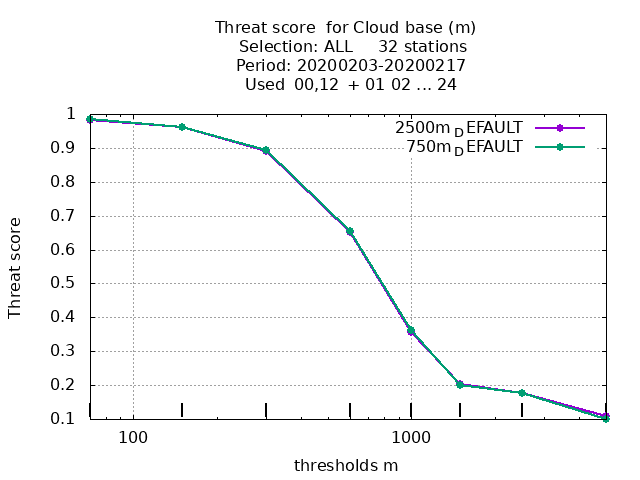 Threat score  for Cloud base (m)
Selection: ALL     32 stations
Period: 20200203-20200217
Used  00,12  + 01 02 ... 24
2500m_DEFAULT
750m_DEFAULT
1
0.9
0.8
0.7
0.6
0.5
0.4
0.3
0.2
0.1
Threat score
100 1000
thresholds m